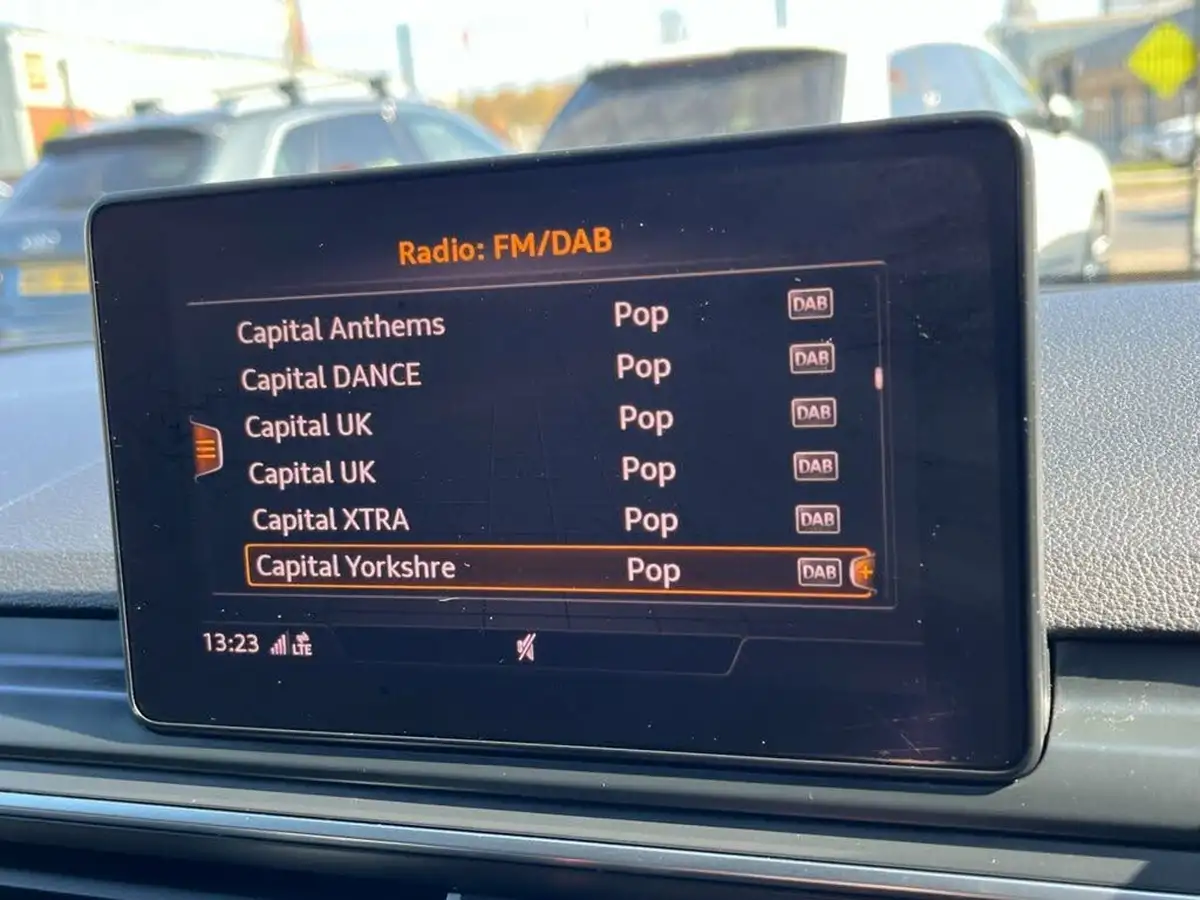 Radio: FM/DAB
Capital Anthems Pop DAB
Capital DANCE Pop DAB
Capital UK Pop DAB
Capital UK Pop DAB
Capital XTRA Pop DAB
Capital Yorkshre Pop DAB
13:23 LTE